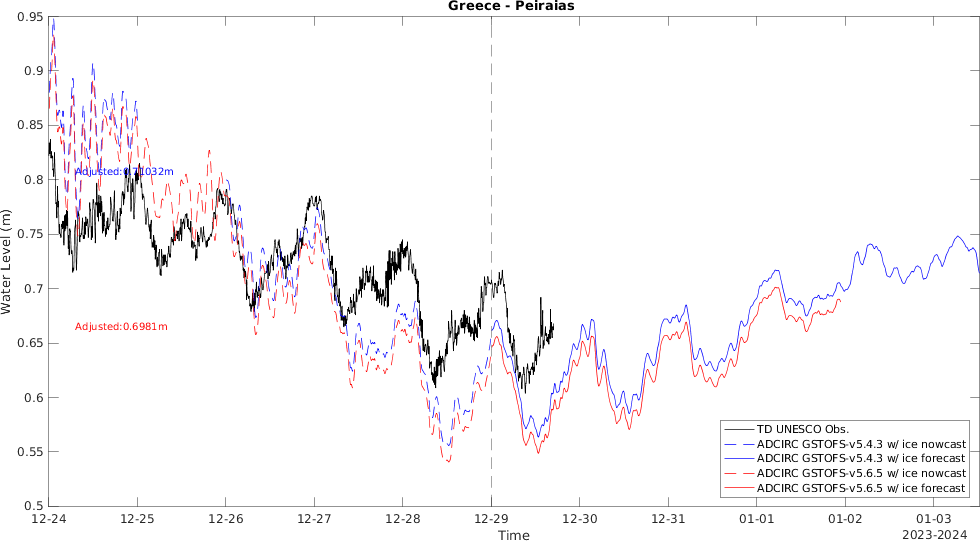 Greece - Peiraias
0.95
0.9
0.85
0.8
0.75
0.7
0.65
0.6
0.55
0.5
Water Level (m)
Adjusted:0.71032m
Adjusted:0.6981m
TD UNESCO Obs.
ADCIRC GSTOFS-v5.4.3 w/ ice nowcast
ADCIRC GSTOFS-v5.4.3 w/ ice forecast
ADCIRC GSTOFS-v5.6.5 w/ ice nowcast
ADCIRC GSTOFS-v5.6.5 w/ ice forecast
12-24 12-25 12-26 12-27 12-28 12-29 12-30 12-31 01-01 01-02 01-03
Time
2023-2024